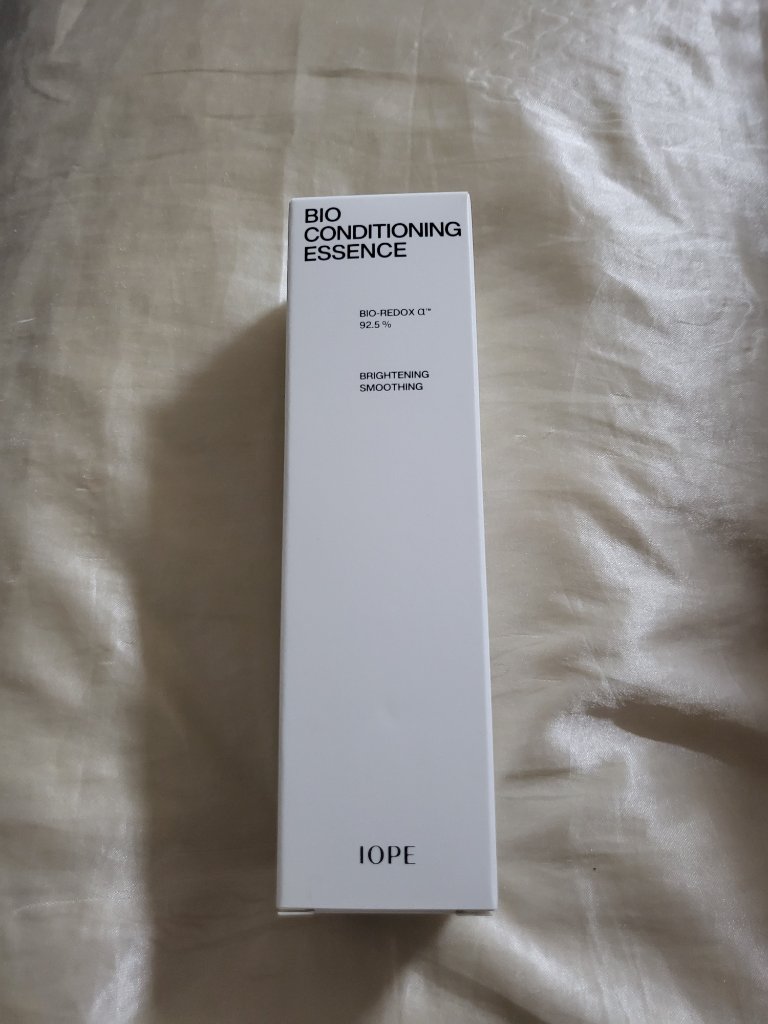 BIO
CONDITIONING
ESSENCE
BIO-REDOX α™
92.5 %
BRIGHTENING
SMOOTHING
IOPE